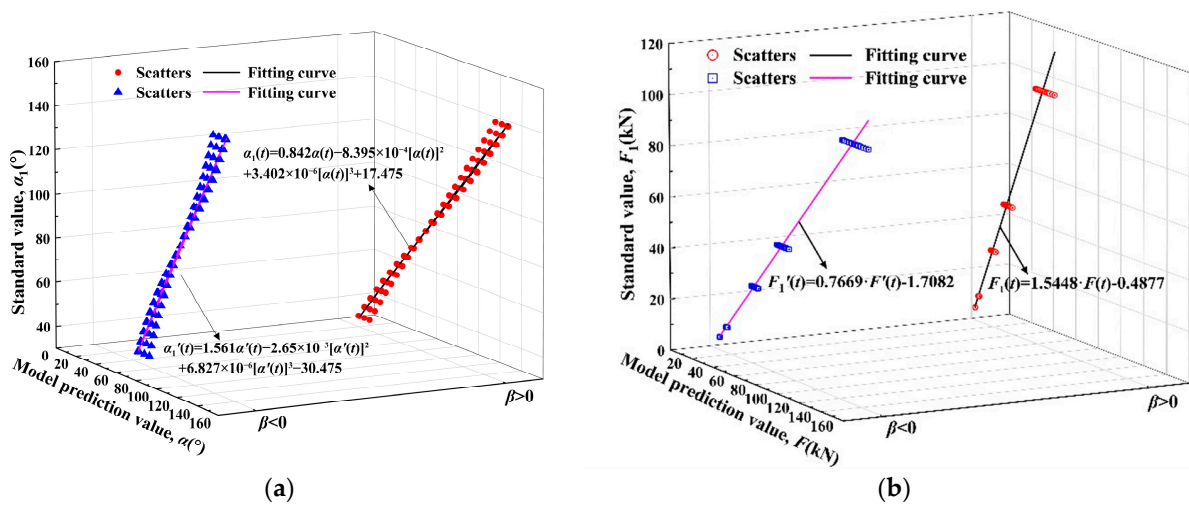 160
140
120
100
80
60
40
Standard value, α₁(°)
Scatters
Fitting curve
Scatters
Fitting curve
α₁(t)=0.842α(t)−8.395×10⁻⁴[α(t)]²
+3.402×10⁻⁶[α(t)]³+17.475
α₁'(t)=1.561α'(t)−2.65×10⁻³[α'(t)]²
+6.827×10⁻⁶[α'(t)]³−30.475
0
20
40
60
80
100
120
140
160
Model prediction value, α(°)
β<0
β>0
(a)
120
100
80
60
40
20
0
Standard value, F₁(kN)
Scatters
Fitting curve
Scatters
Fitting curve
F₁'(t)=0.7669·F'(t)-1.7082
F₁(t)=1.5448·F(t)-0.4877
20
40
60
80
100
120
140
160
Model prediction value, F(kN)
β<0
β>0
(b)